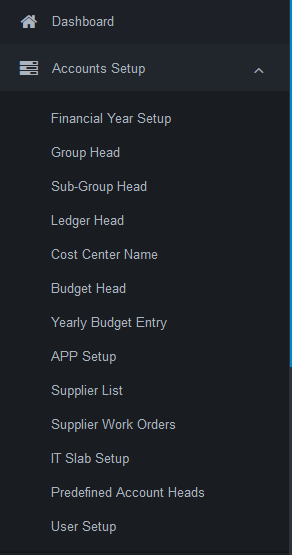 Dashboard
Accounts Setup
Financial Year Setup
Group Head
Sub-Group Head
Ledger Head
Cost Center Name
Budget Head
Yearly Budget Entry
APP Setup
Supplier List
Supplier Work Orders
IT Slab Setup
Predefined Account Heads
User Setup